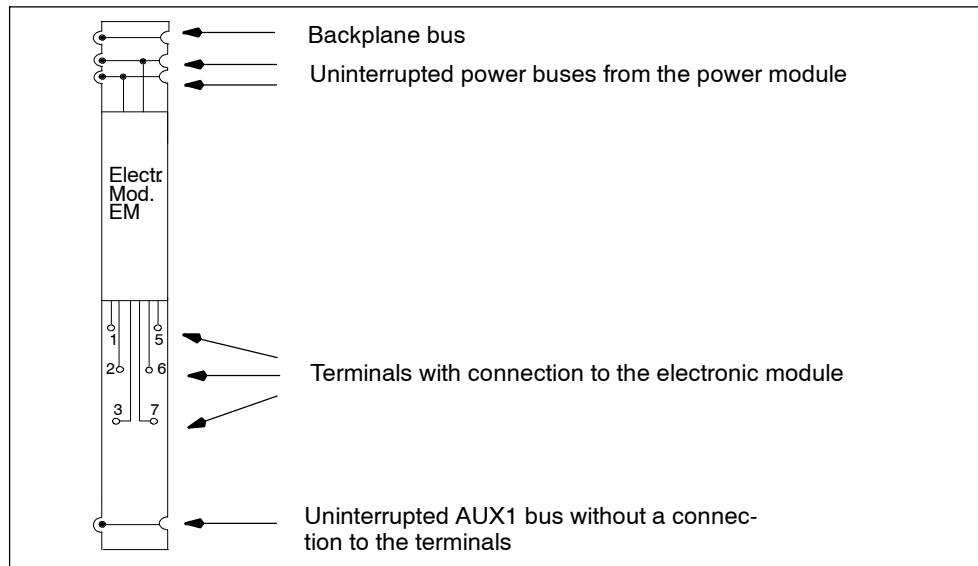 Backplane bus
Uninterrupted power buses from the power module
Electr.
Mod.
EM
1 5
2 6
3 7
Terminals with connection to the electronic module
Uninterrupted AUX1 bus without a connec-
tion to the terminals